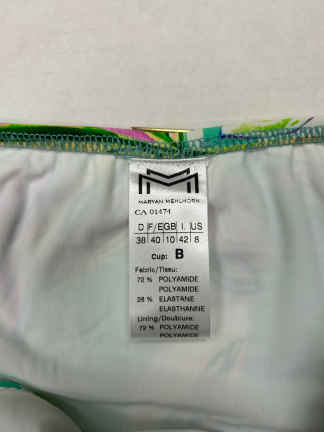 MARYAN MEHLHORN
CA 01474
D F/E GB I. US
38 40 10 42 8
Cup: B
Fabric/Tissu:
72 % POLYAMIDE
POLYAMIDE
28 % ELASTANE
ELASTHANNE
Lining/Doublure:
72 % POLYAMIDE
POLYAMIDE